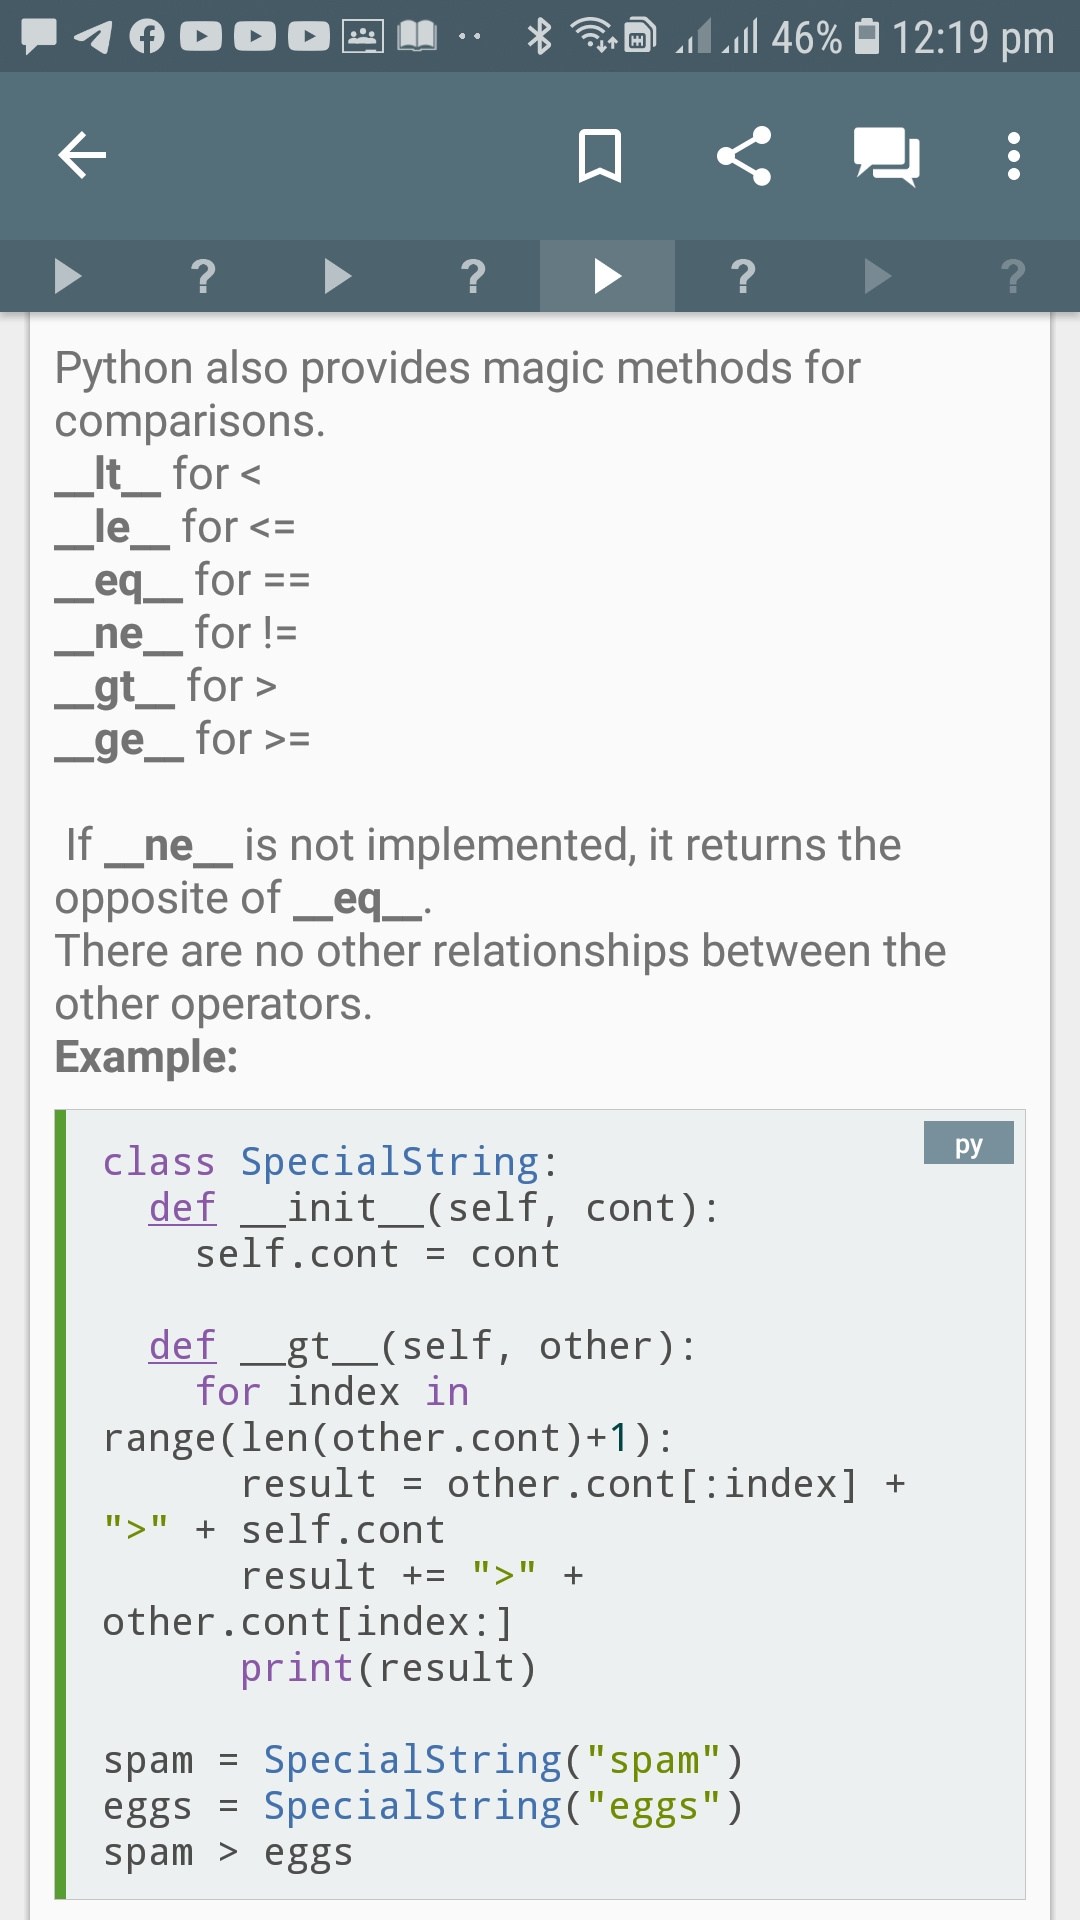 46% 12:19 pm
? ? ? ?
Python also provides magic methods for
comparisons.
__lt__ for <
__le__ for <=
__eq__ for ==
__ne__ for !=
__gt__ for >
__ge__ for >=
If __ne__ is not implemented, it returns the
opposite of __eq__.
There are no other relationships between the
other operators.
Example:
py
class SpecialString:
  def __init__(self, cont):
    self.cont = cont
  def __gt__(self, other):
    for index in
range(len(other.cont)+1):
      result = other.cont[:index] +
">" + self.cont
      result += ">" +
other.cont[index:]
      print(result)
spam = SpecialString("spam")
eggs = SpecialString("eggs")
spam > eggs